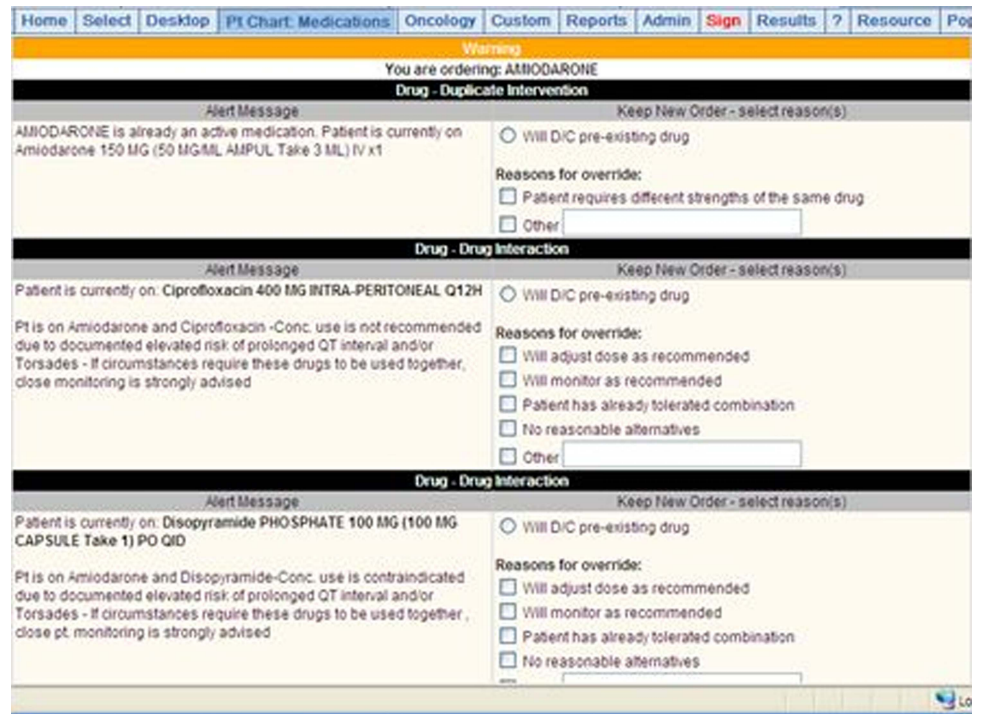 Home Select Desktop Pt Chart: Medications Oncology Custom Reports Admin Sign Results ? Resource Pop
Warning
You are ordering: AMIODARONE
Drug - Duplicate Intervention
Alert Message Keep New Order - select reason(s)
AMIODARONE is already an active medication. Patient is currently on
Amiodarone 150 MG (50 MG/ML AMPUL Take 3 ML) IV x1
Will D/C pre-existing drug
Reasons for override:
Patient requires different strengths of the same drug
Other
Drug - Drug Interaction
Alert Message Keep New Order - select reason(s)
Patient is currently on: Ciprofloxacin 400 MG INTRA-PERITONEAL Q12H
Pt is on Amiodarone and Ciprofloxacin -Conc. use is not recommended
due to documented elevated risk of prolonged QT interval and/or
Torsades - If circumstances require these drugs to be used together,
close monitoring is strongly advised
Will D/C pre-existing drug
Reasons for override:
Will adjust dose as recommended
Will monitor as recommended
Patient has already tolerated combination
No reasonable alternatives
Other
Drug - Drug Interaction
Alert Message Keep New Order - select reason(s)
Patient is currently on: Disopyramide PHOSPHATE 100 MG (100 MG
CAPSULE Take 1) PO QID
Pt is on Amiodarone and Disopyramide-Conc. use is contraindicated
due to documented elevated risk of prolonged QT interval and/or
Torsades - If circumstances require these drugs to be used together ,
close pt. monitoring is strongly advised
Will D/C pre-existing drug
Reasons for override:
Will adjust dose as recommended
Will monitor as recommended
Patient has already tolerated combination
No reasonable alternatives
Lo